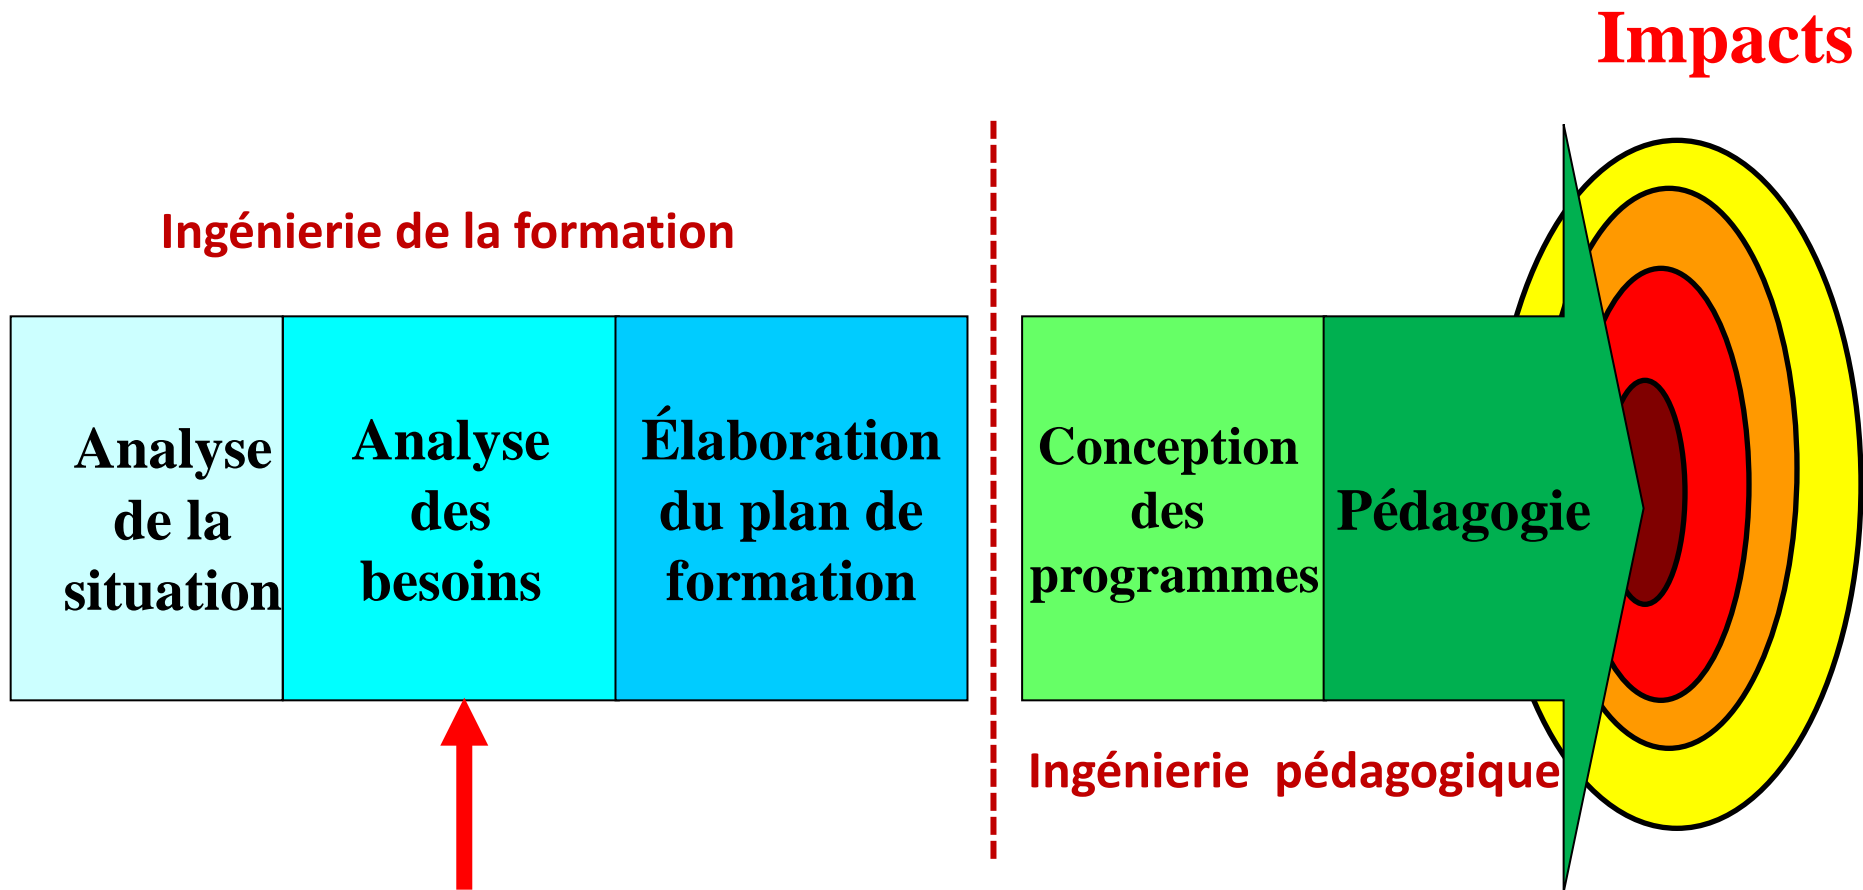 Impacts
Ingénierie de la formation
Analyse
de la
situation
Analyse
des
besoins
Élaboration
du plan de
formation
Conception
des
programmes
Pédagogie
Ingénierie pédagogique